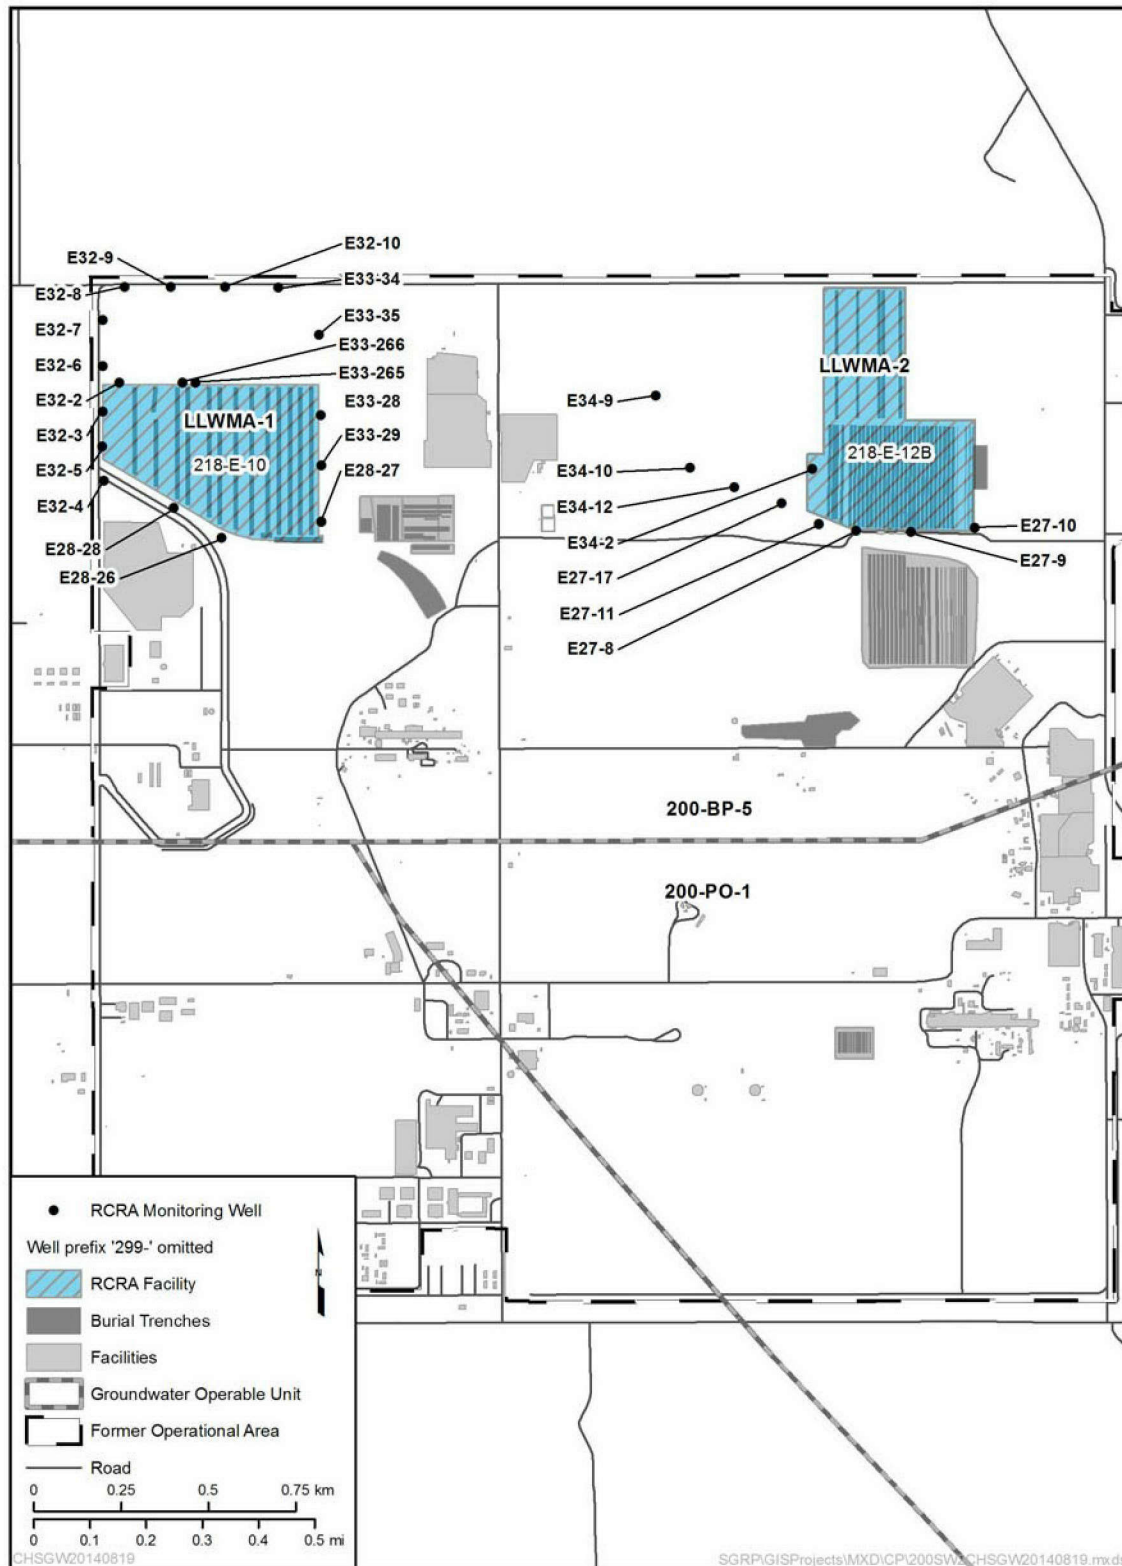 E32-10
E32-9
E33-34
E32-8
E33-35
E32-7
E33-266
E32-6
E33-265
E32-2
E33-28
LLWMA-1
E32-3
E33-29
218-E-10
E32-5
E28-27
E32-4
E28-28
E28-26
LLWMA-2
E34-9
218-E-12B
E34-10
E34-12
E34-2
E27-10
E27-9
E27-17
E27-11
E27-8
200-BP-5
200-PO-1
RCRA Monitoring Well
Well prefix '299-' omitted
N
RCRA Facility
Burial Trenches
Facilities
Groundwater Operable Unit
Former Operational Area
Road
0 0.25 0.5 0.75 km
0 0.1 0.2 0.3 0.4 0.5 mi
CHSGW20140819